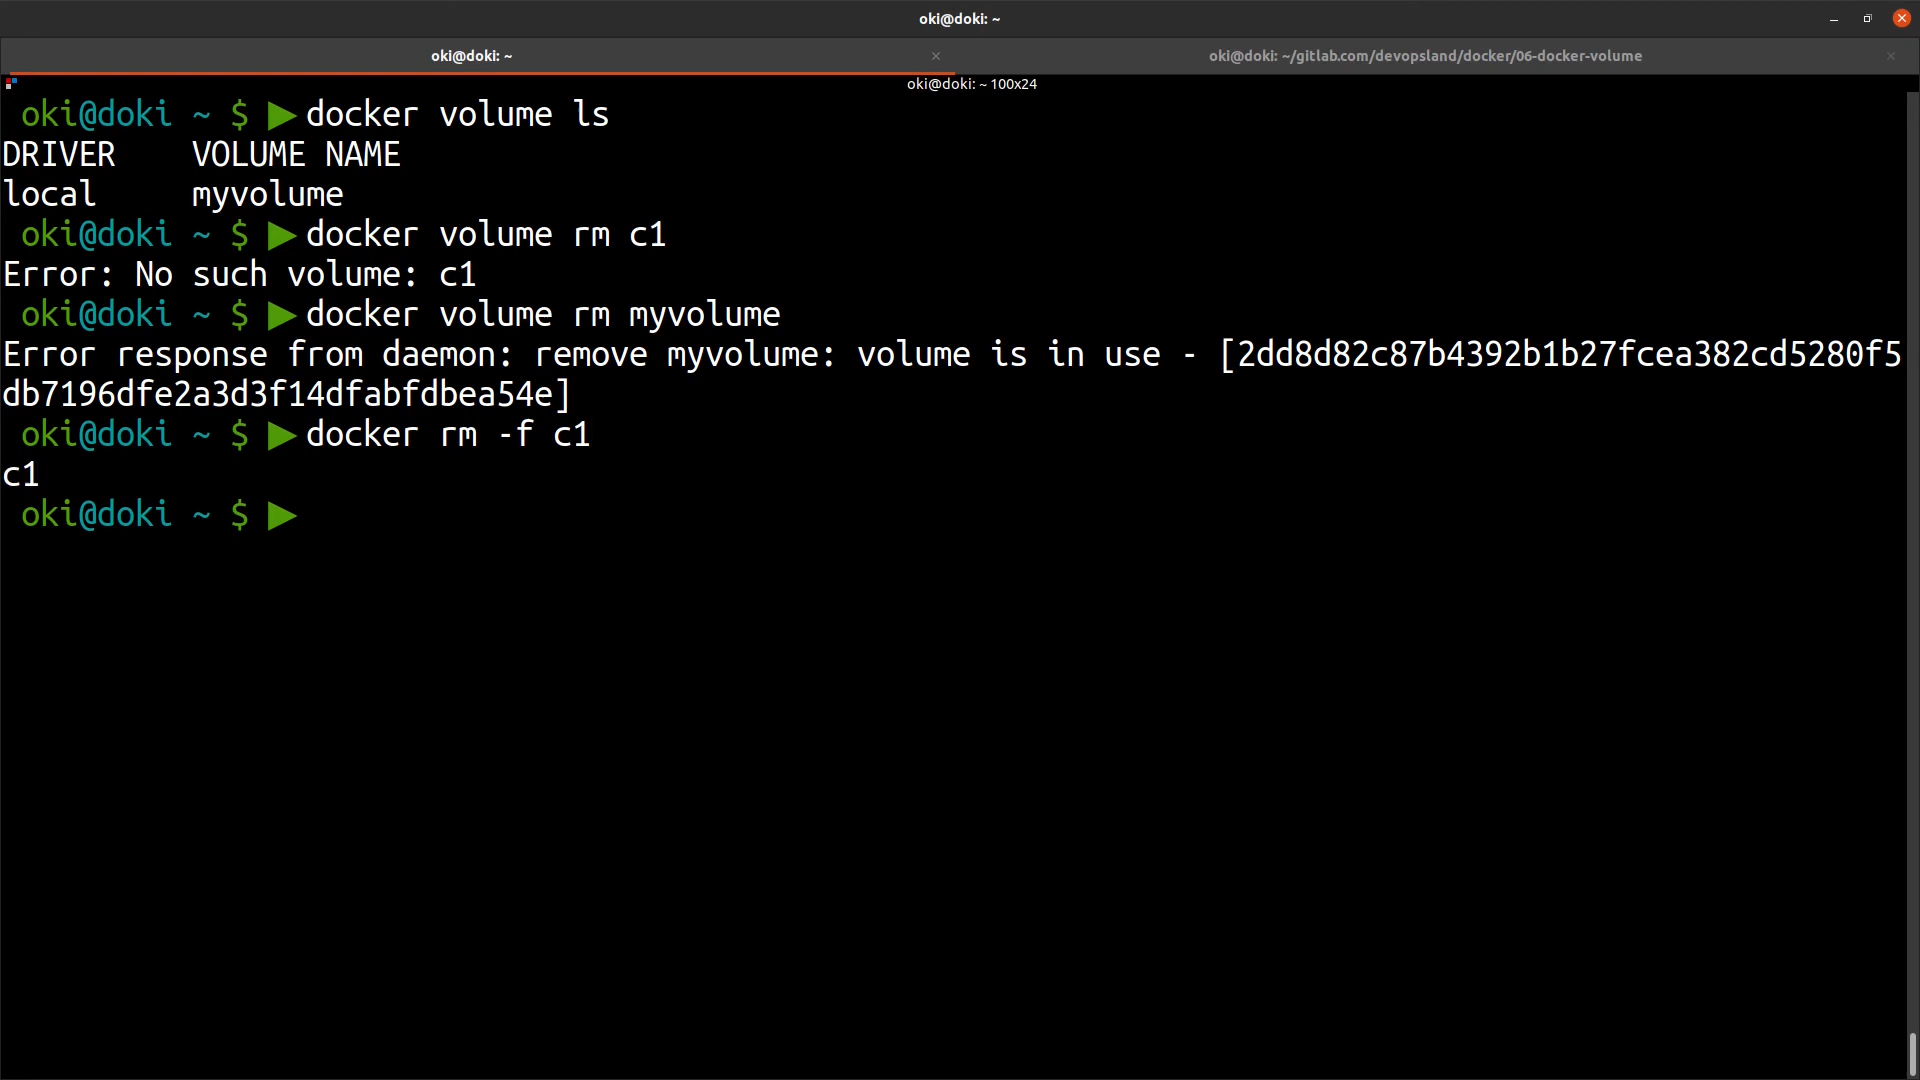 oki@doki: ~
oki@doki: ~
oki@doki: ~/gitlab.com/devopsland/docker/06-docker-volume
oki@doki: ~ 100x24
oki@doki ~ $ ▶ docker volume ls
DRIVER    VOLUME NAME
local     myvolume
oki@doki ~ $ ▶ docker volume rm c1
Error: No such volume: c1
oki@doki ~ $ ▶ docker volume rm myvolume
Error response from daemon: remove myvolume: volume is in use - [2dd8d82c87b4392b1b27fcea382cd5280f5
db7196dfe2a3d3f14dfabfdbea54e]
oki@doki ~ $ ▶ docker rm -f c1
c1
oki@doki ~ $ ▶